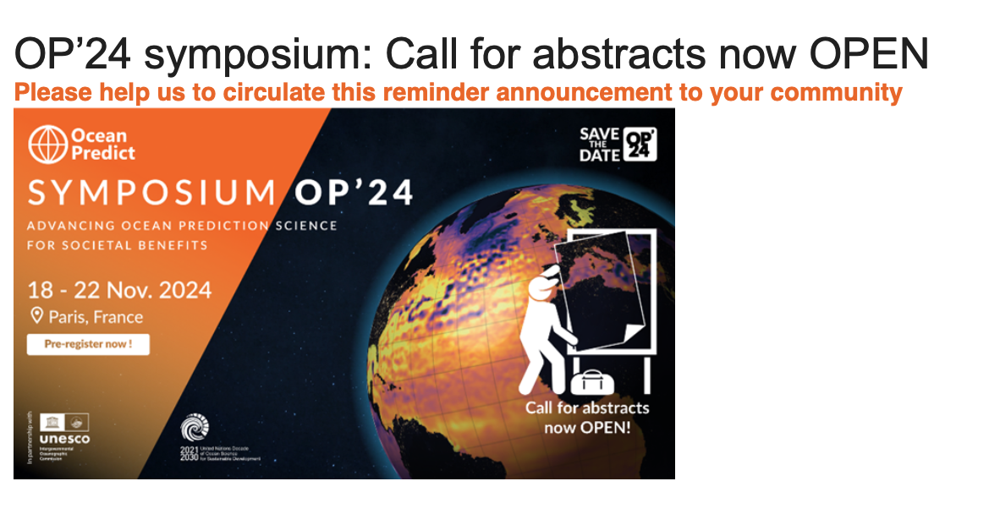 OP’24 symposium: Call for abstracts now OPEN
Please help us to circulate this reminder announcement to your community
Ocean
Predict
SAVE
THE
DATE
OP’
24
SYMPOSIUM OP’24
ADVANCING OCEAN PREDICTION SCIENCE
FOR SOCIETAL BENEFITS
18 - 22 Nov. 2024
Paris, France
Pre-register now !
Call for abstracts
now OPEN!
In partnership with
unesco
Intergovernmental
Oceanographic
Commission
2021
2030
United Nations Decade
of Ocean Science
for Sustainable Development